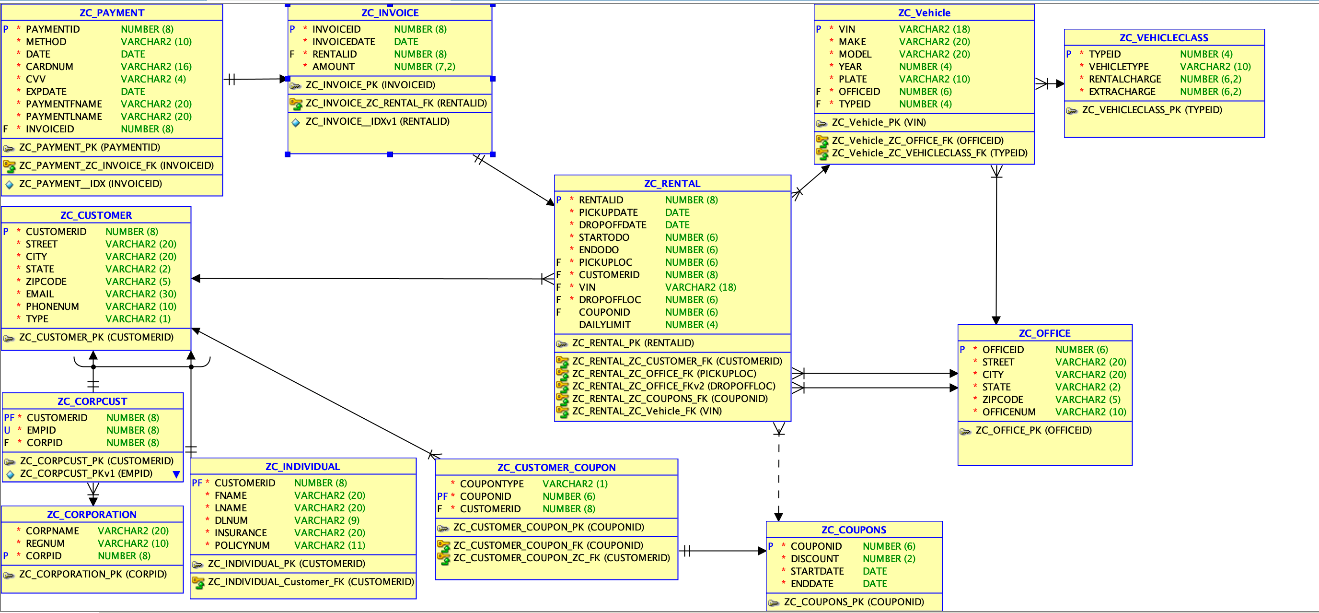 ZC_PAYMENT
P * PAYMENTID NUMBER (8)
* METHOD VARCHAR2 (10)
* DATE DATE
* CARDNUM VARCHAR2 (16)
* CVV VARCHAR2 (4)
* EXPDATE DATE
* PAYMENTFNAME VARCHAR2 (20)
* PAYMENTLNAME VARCHAR2 (20)
F * INVOICEID NUMBER (8)
ZC_PAYMENT_PK (PAYMENTID)
ZC_PAYMENT_ZC_INVOICE_FK (INVOICEID)
ZC_PAYMENT__IDX (INVOICEID)
ZC_INVOICE
P * INVOICEID NUMBER (8)
* INVOICEDATE DATE
F * RENTALID NUMBER (8)
* AMOUNT NUMBER (7,2)
ZC_INVOICE_PK (INVOICEID)
ZC_INVOICE_ZC_RENTAL_FK (RENTALID)
ZC_INVOICE__IDXv1 (RENTALID)
ZC_Vehicle
P * VIN VARCHAR2 (18)
* MAKE VARCHAR2 (20)
* MODEL VARCHAR2 (20)
* YEAR NUMBER (4)
* PLATE VARCHAR2 (10)
F * OFFICEID NUMBER (6)
F * TYPEID NUMBER (4)
ZC_Vehicle_PK (VIN)
ZC_Vehicle_ZC_OFFICE_FK (OFFICEID)
ZC_Vehicle_ZC_VEHICLECLASS_FK (TYPEID)
ZC_VEHICLECLASS
P * TYPEID NUMBER (4)
* VEHICLETYPE VARCHAR2 (10)
* RENTALCHARGE NUMBER (6,2)
* EXTRACHARGE NUMBER (6,2)
ZC_VEHICLECLASS_PK (TYPEID)
ZC_RENTAL
P * RENTALID NUMBER (8)
* PICKUPDATE DATE
* DROPOFFDATE DATE
* STARTODO NUMBER (6)
* ENDODO NUMBER (6)
F * PICKUPLOC NUMBER (6)
F * CUSTOMERID NUMBER (8)
F * VIN VARCHAR2 (18)
F * DROPOFFLOC NUMBER (6)
F COUPONID NUMBER (6)
DAILYLIMIT NUMBER (4)
ZC_RENTAL_PK (RENTALID)
ZC_RENTAL_ZC_CUSTOMER_FK (CUSTOMERID)
ZC_RENTAL_ZC_OFFICE_FK (PICKUPLOC)
ZC_RENTAL_ZC_OFFICE_FKv2 (DROPOFFLOC)
ZC_RENTAL_ZC_COUPONS_FK (COUPONID)
ZC_RENTAL_ZC_Vehicle_FK (VIN)
ZC_CUSTOMER
P * CUSTOMERID NUMBER (8)
* STREET VARCHAR2 (20)
* CITY VARCHAR2 (20)
* STATE VARCHAR2 (2)
* ZIPCODE VARCHAR2 (5)
* EMAIL VARCHAR2 (30)
* PHONENUM VARCHAR2 (10)
* TYPE VARCHAR2 (1)
ZC_CUSTOMER_PK (CUSTOMERID)
ZC_OFFICE
P * OFFICEID NUMBER (6)
* STREET VARCHAR2 (20)
* CITY VARCHAR2 (20)
* STATE VARCHAR2 (2)
* ZIPCODE VARCHAR2 (5)
* OFFICENUM VARCHAR2 (10)
ZC_OFFICE_PK (OFFICEID)
ZC_CORPCUST
PF * CUSTOMERID NUMBER (8)
U * EMPID NUMBER (8)
F * CORPID NUMBER (8)
ZC_CORPCUST_PK (CUSTOMERID)
ZC_CORPCUST_PKv1 (EMPID)
ZC_CORPORATION
* CORPNAME VARCHAR2 (20)
* REGNUM VARCHAR2 (10)
P * CORPID NUMBER (8)
ZC_CORPORATION_PK (CORPID)
ZC_INDIVIDUAL
PF * CUSTOMERID NUMBER (8)
* FNAME VARCHAR2 (20)
* LNAME VARCHAR2 (20)
* DLNUM VARCHAR2 (9)
* INSURANCE VARCHAR2 (20)
* POLICYNUM VARCHAR2 (11)
ZC_INDIVIDUAL_PK (CUSTOMERID)
ZC_INDIVIDUAL_Customer_FK (CUSTOMERID)
ZC_CUSTOMER_COUPON
* COUPONTYPE VARCHAR2 (1)
PF * COUPONID NUMBER (6)
F * CUSTOMERID NUMBER (8)
ZC_CUSTOMER_COUPON_PK (COUPONID)
ZC_CUSTOMER_COUPON_FK (COUPONID)
ZC_CUSTOMER_COUPON_ZC_FK (CUSTOMERID)
ZC_COUPONS
P * COUPONID NUMBER (6)
* DISCOUNT NUMBER (2)
* STARTDATE DATE
* ENDDATE DATE
ZC_COUPONS_PK (COUPONID)